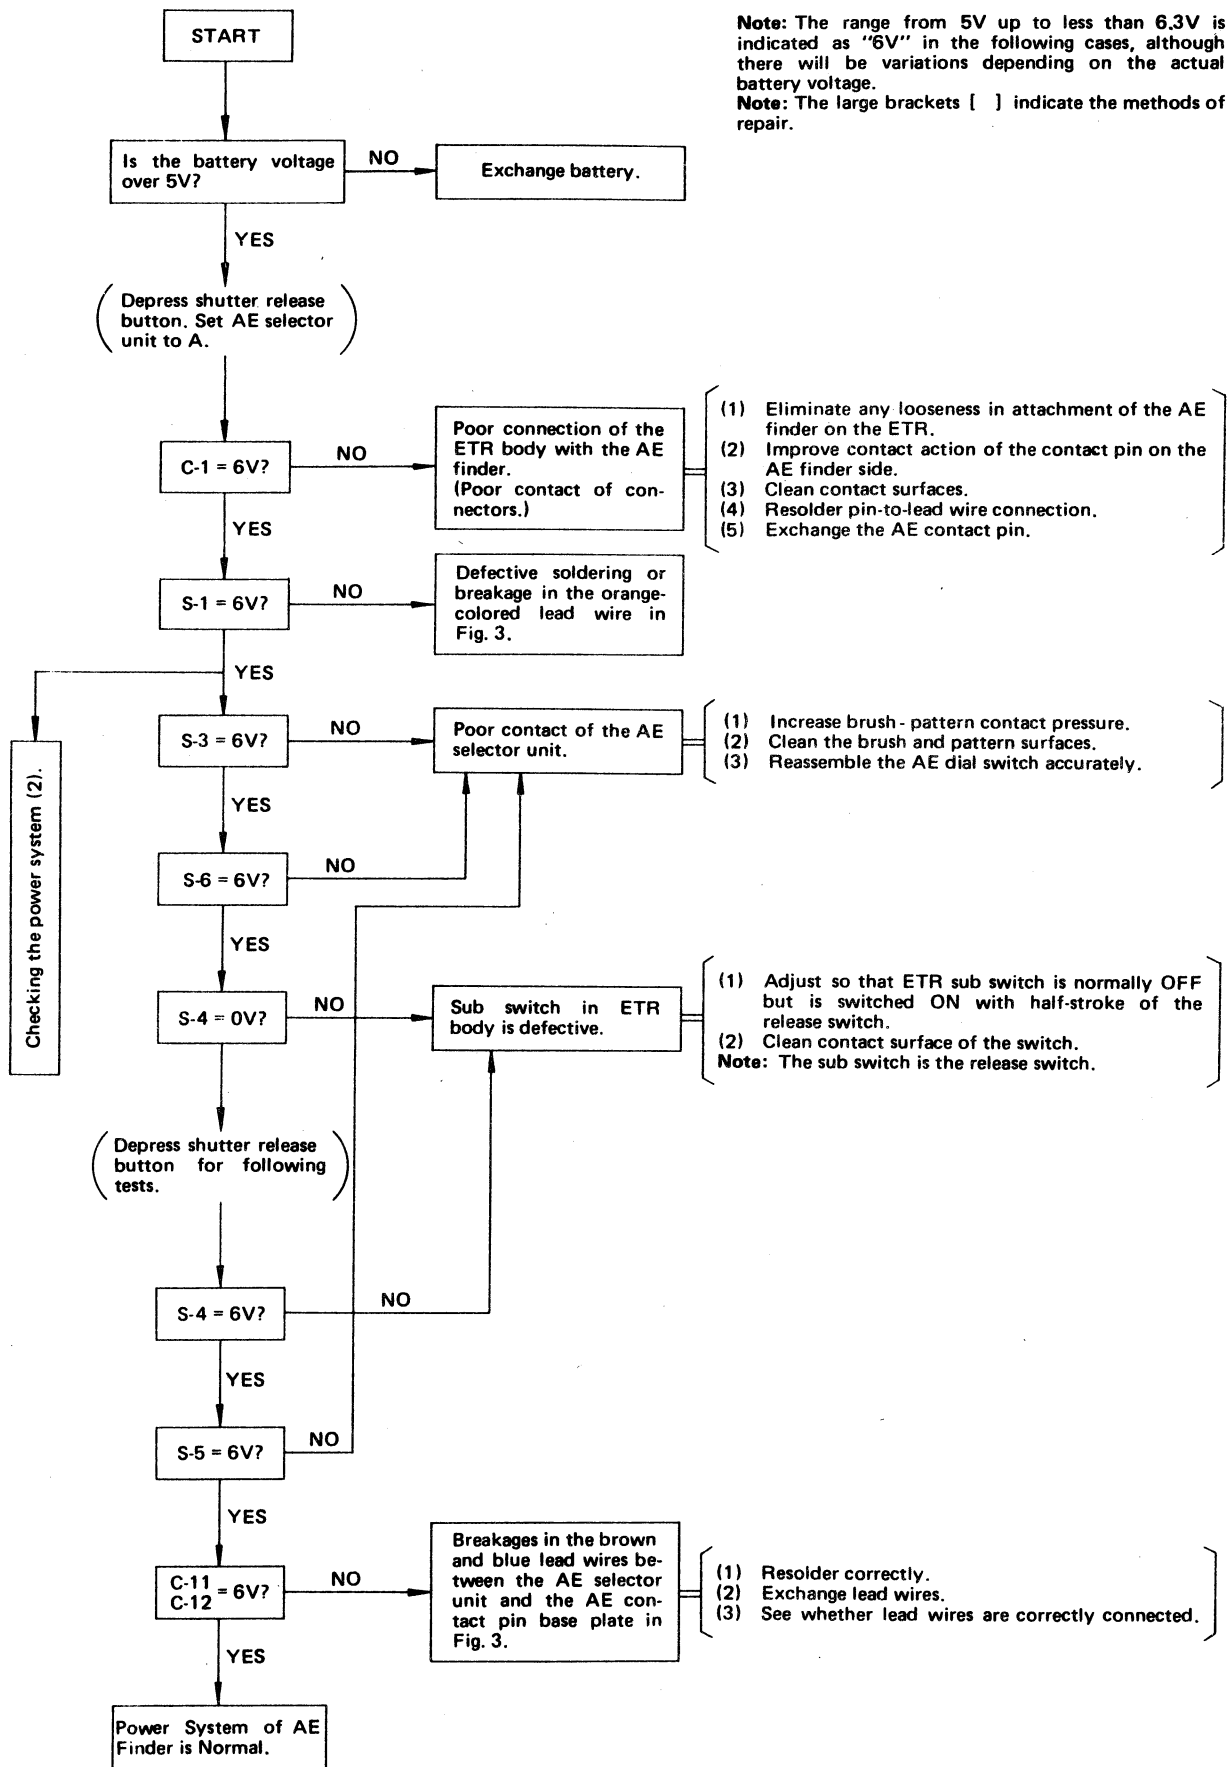 START
Note: The range from 5V up to less than 6.3V is
indicated as "6V" in the following cases, although
there will be variations depending on the actual
battery voltage.
Note: The large brackets [ ] indicate the methods of
repair.
Is the battery voltage
over 5V?
NO
Exchange battery.
YES
Depress shutter release
button. Set AE selector
unit to A.
C-1 = 6V?
NO
Poor connection of the
ETR body with the AE
finder.
(Poor contact of con-
nectors.)
(1) Eliminate any looseness in attachment of the AE
finder on the ETR.
(2) Improve contact action of the contact pin on the
AE finder side.
(3) Clean contact surfaces.
(4) Resolder pin-to-lead wire connection.
(5) Exchange the AE contact pin.
YES
S-1 = 6V?
NO
Defective soldering or
breakage in the orange-
colored lead wire in
Fig. 3.
YES
Checking the power system (2).
S-3 = 6V?
NO
Poor contact of the AE
selector unit.
(1) Increase brush - pattern contact pressure.
(2) Clean the brush and pattern surfaces.
(3) Reassemble the AE dial switch accurately.
YES
S-6 = 6V?
NO
YES
S-4 = 0V?
NO
Sub switch in ETR
body is defective.
(1) Adjust so that ETR sub switch is normally OFF
but is switched ON with half-stroke of the
release switch.
(2) Clean contact surface of the switch.
Note: The sub switch is the release switch.
Depress shutter release
button for following
tests.
S-4 = 6V?
NO
YES
S-5 = 6V?
NO
YES
C-11
C-12 = 6V?
NO
Breakages in the brown
and blue lead wires be-
tween the AE selector
unit and the AE con-
tact pin base plate in
Fig. 3.
(1) Resolder correctly.
(2) Exchange lead wires.
(3) See whether lead wires are correctly connected.
YES
Power System of AE
Finder is Normal.